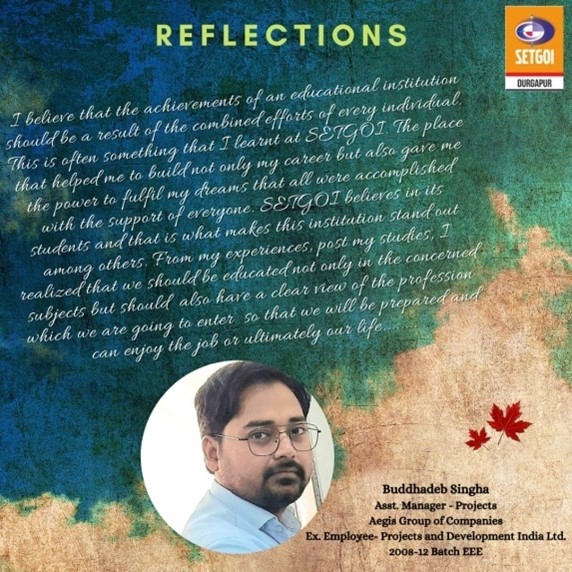 REFLECTIONS
SETGOI
DURGAPUR
I believe that the achievements of an educational institution
should be a result of the combined efforts of every individual.
This is often something that I learnt at SETGOI. The place
that helped me to build not only my career but also gave me
the power to fulfil my dreams that all were accomplished
with the support of everyone. SETGOI believes in its
students and that is what makes this institution stand out
among others. From my experiences, post my studies, I
realized that we should be educated not only in the concerned
subjects but should also have a clear view of the profession
which we are going to enter so that we will be prepared and
can enjoy the job or ultimately our life......
Buddhadeb Singha
Asst. Manager - Projects
Aegis Group of Companies
Ex. Employee- Projects and Development India Ltd.
2008-12 Batch EEE